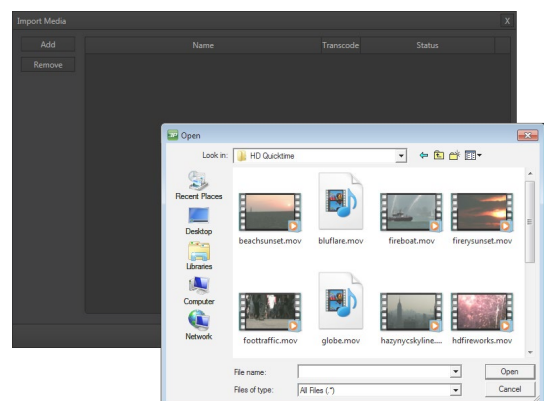 Import Media X
Add Name Transcode Status
Remove
Open
Look in: HD Quicktime
Recent Places
Desktop
Libraries
Computer
Network
beachsunset.mov bluflare.mov fireboat.mov firerysunset.mov
foottraffic.mov globe.mov hazynycskyline.... hdfireworks.mov
File name: Open
Files of type: All Files (*.*) Cancel